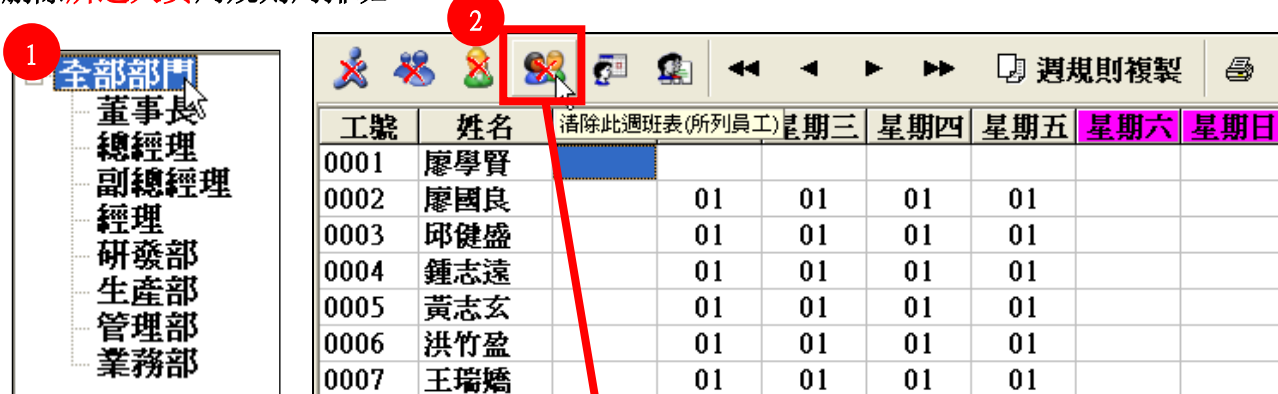 2
1
全部部門
董事長
總經理
副總經理
經理
研發部
生產部
管理部
業務部
週規則複製
清除此週班表(所列員工)
工號 姓名 星期三 星期四 星期五 星期六 星期日
0001 廖學賢
0002 廖國良 01 01 01 01
0003 邱健盛 01 01 01 01
0004 鍾志遠 01 01 01 01
0005 黃志玄 01 01 01 01
0006 洪竹盈 01 01 01 01
0007 王瑞嬌 01 01 01 01